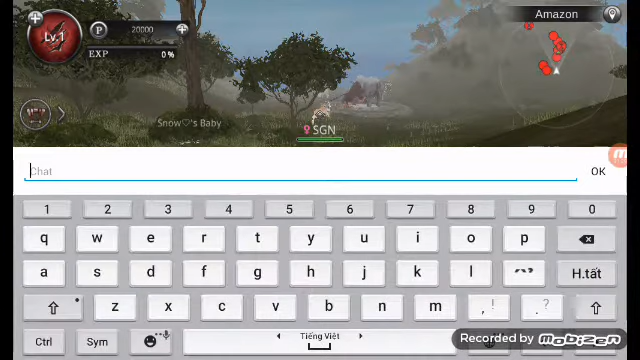 Lv.1
P 20000
EXP 0 %
Amazon
Snow♡'s Baby
♀ SGN
Chat
OK
1 2 3 4 5 6 7 8 9 0
q w e r t y u i o p
a s d f g h j k l H.tất
z x c v b n m , ! . ?
Ctrl Sym Tiếng Việt
Recorded by Mobizen